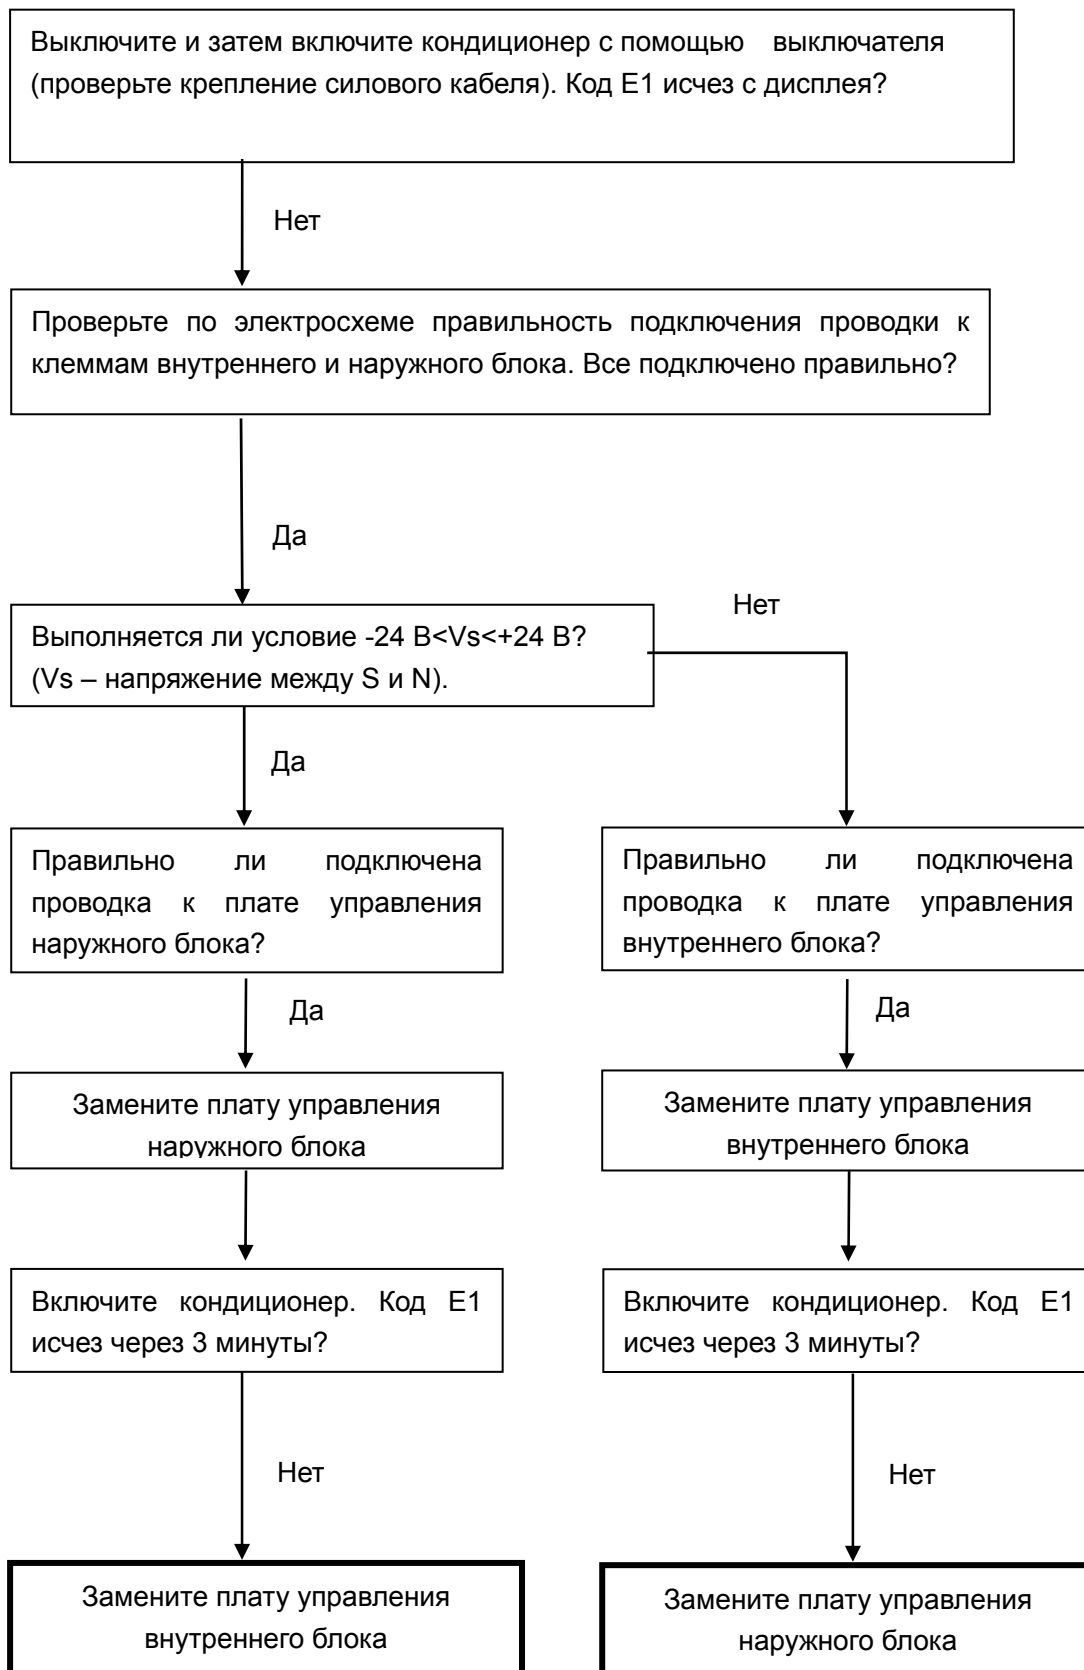 Выключите и затем включите кондиционер с помощью выключателя
(проверьте крепление силового кабеля). Код E1 исчез с дисплея?
Нет
Проверьте по электросхеме правильность подключения проводки к
клеммам внутреннего и наружного блока. Все подключено правильно?
Да
Нет
Выполняется ли условие -24 В<Vs<+24 В?
(Vs – напряжение между S и N).
Да
Правильно ли подключена
проводка к плате управления
наружного блока?
Правильно ли подключена
проводка к плате управления
внутреннего блока?
Да
Да
Замените плату управления
наружного блока
Замените плату управления
внутреннего блока
Включите кондиционер. Код E1
исчез через 3 минуты?
Включите кондиционер. Код E1
исчез через 3 минуты?
Нет
Нет
Замените плату управления
внутреннего блока
Замените плату управления
наружного блока